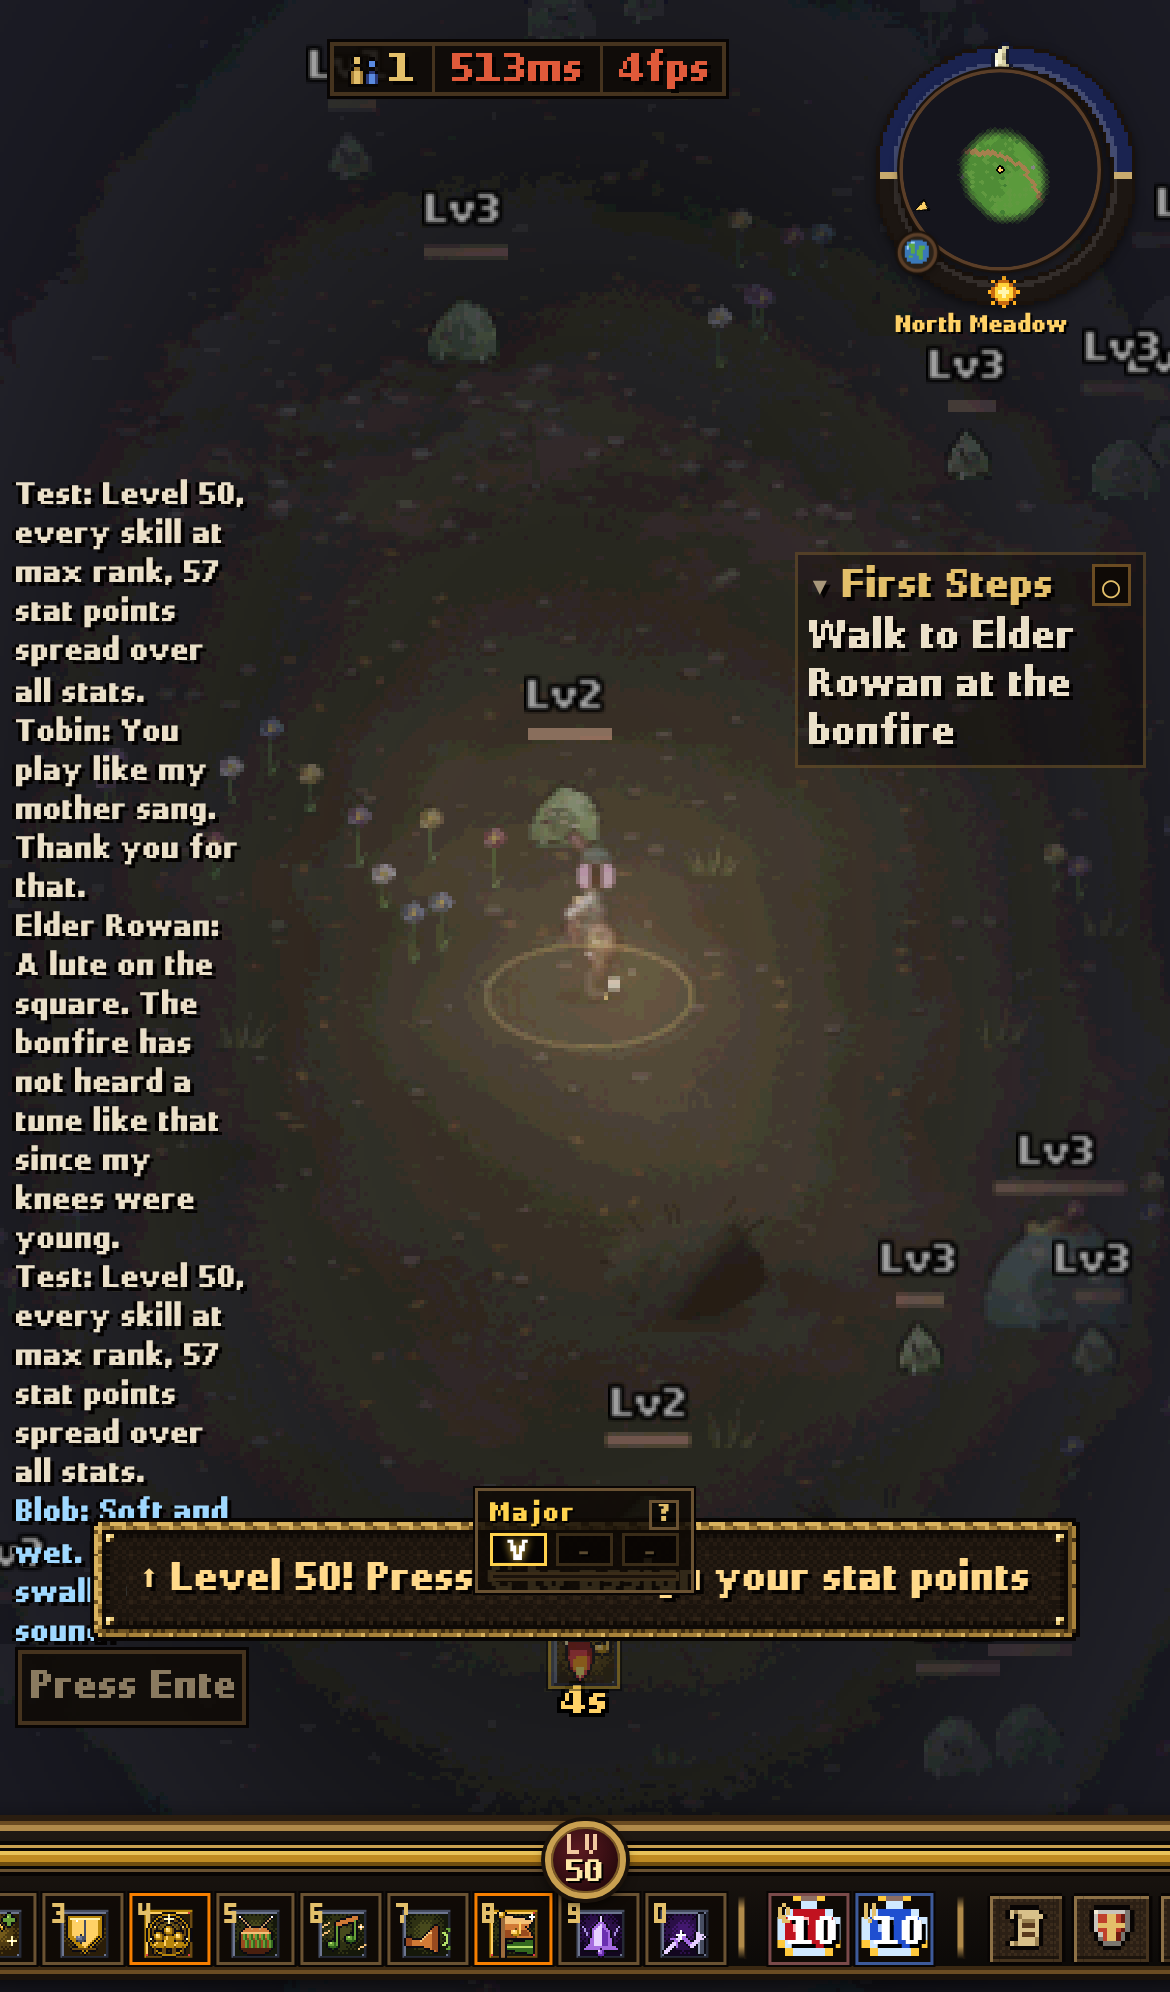 1 513ms 4fps
Lv3
North Meadow
Lv3
Lv3
Test: Level 50,
every skill at
max rank, 57
stat points
spread over
all stats.
Tobin: You
play like my
mother sang.
Thank you for
that.
Elder Rowan:
A lute on the
square. The
bonfire has
not heard a
tune like that
since my
knees were
young.
Test: Level 50,
every skill at
max rank, 57
stat points
spread over
all stats.
Blob: Soft and
wet.
First Steps
Walk to Elder
Rowan at the
bonfire
Lv2
Lv3
Lv3
Lv3
Lv2
Major ?
V - -
↑ Level 50! Press your stat points
Press Ente
4s
LV
50
3 4 5 6 7 8 9 0 10 10